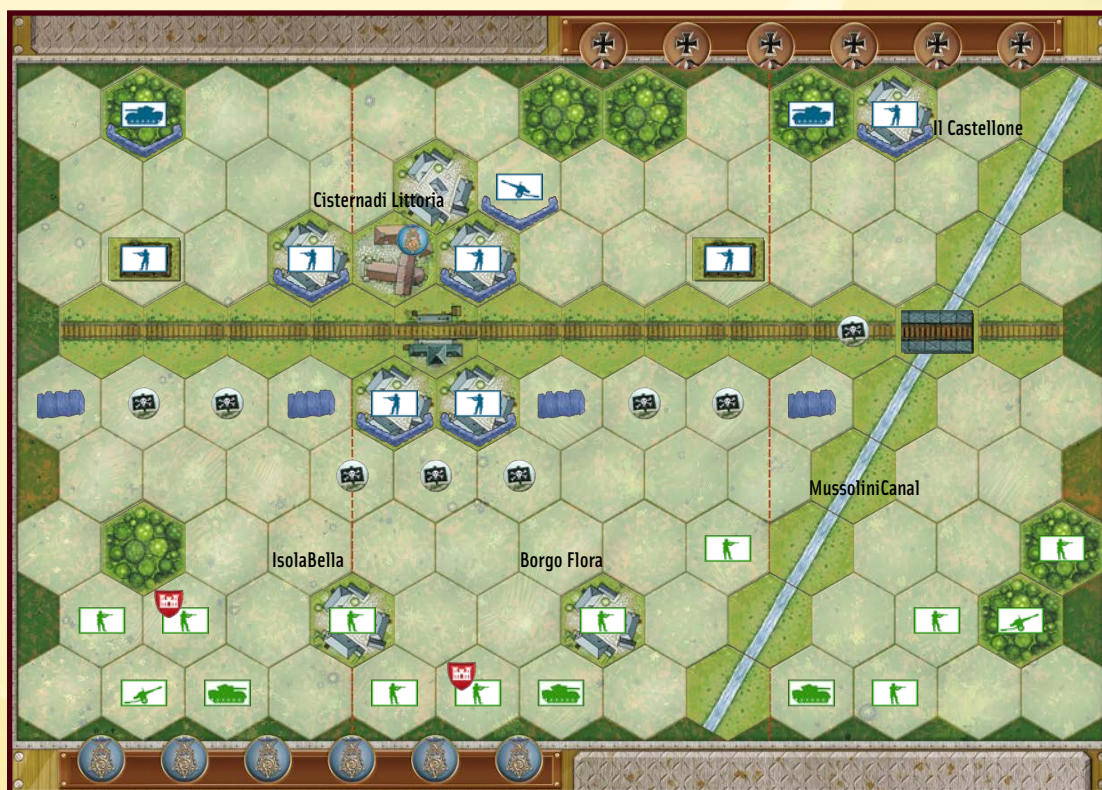 Il Castellone
Cisternadi Littoria
MussoliniCanal
IsolaBella
Borgo Flora